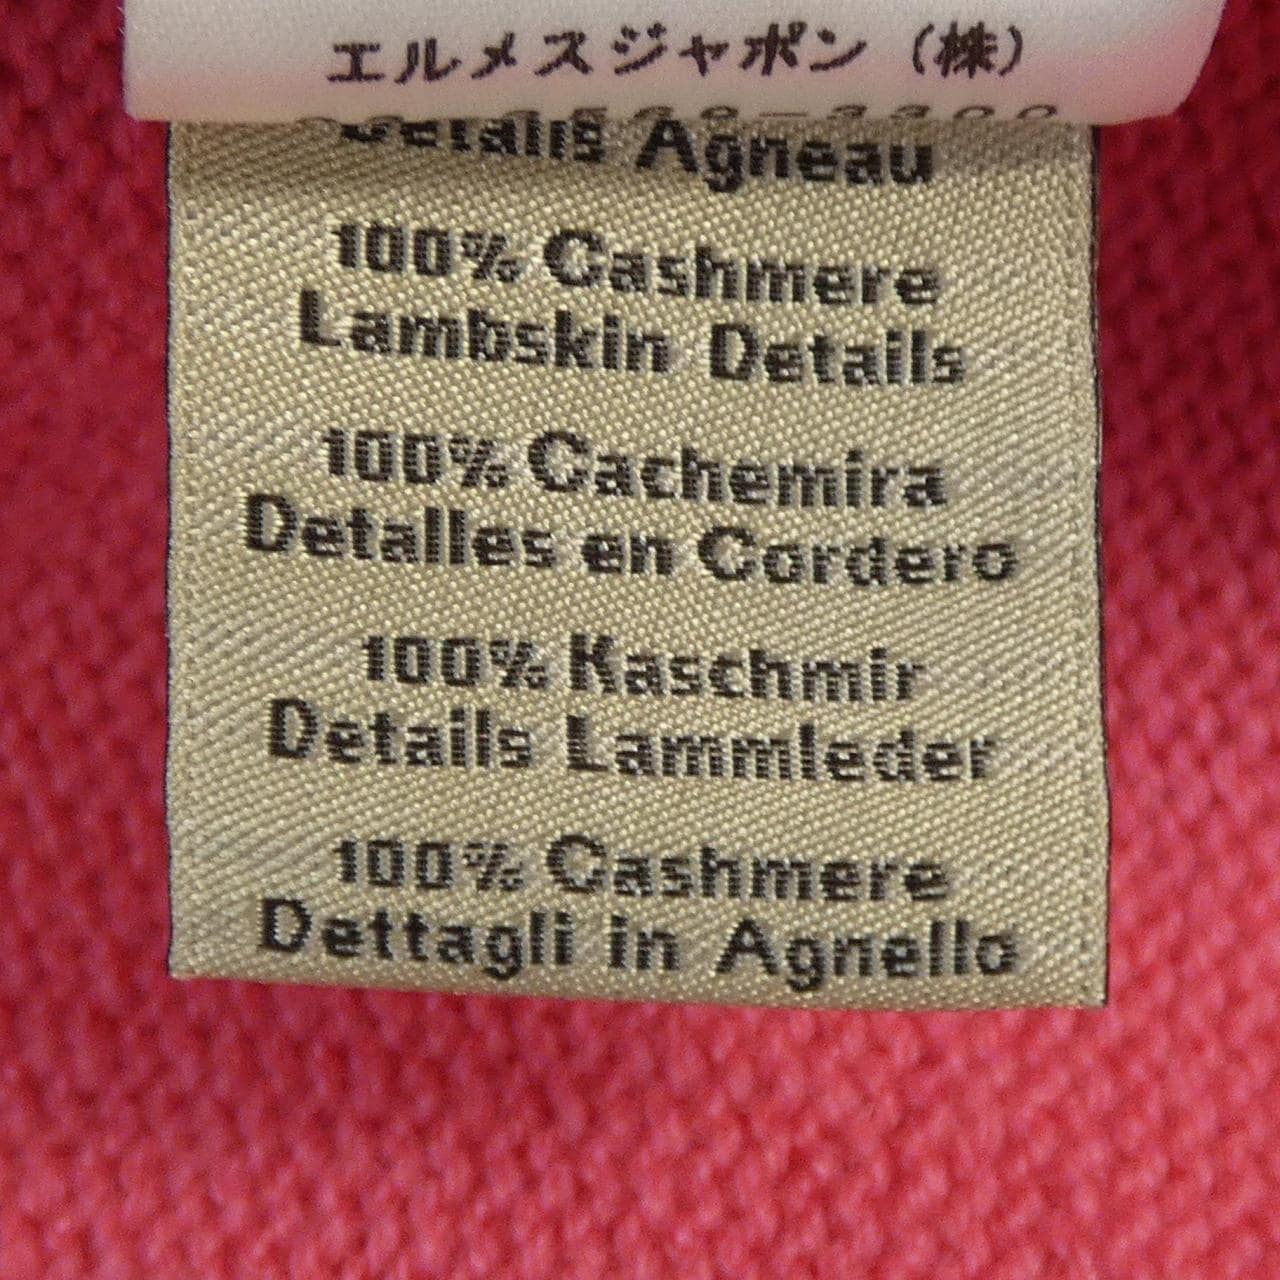 エルメスジャポン（株）
Details Agneau
100% Cashmere
Lambskin Details
100% Cachemira
Detalles en Cordero
100% Kaschmir
Details Lammleder
100% Cashmere
Dettagli in Agnello